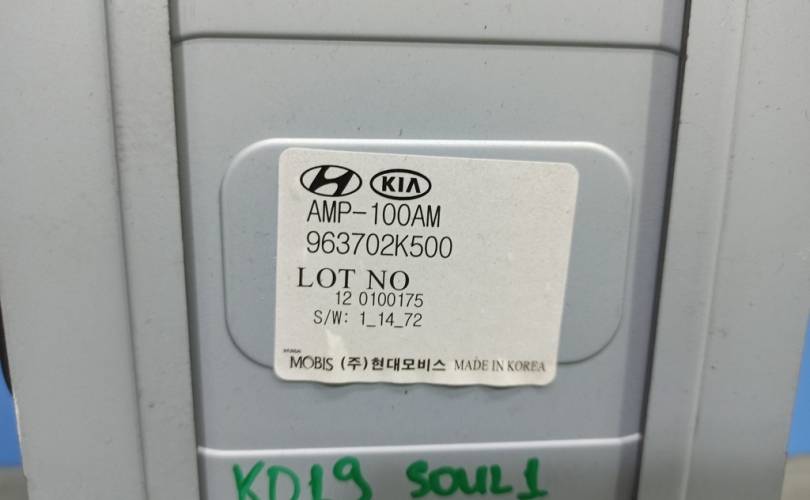 KIA
AMP-100AM
963702K500
LOT NO
12 0100175
S/W: 1_14_72
HYUNDAI
MOBIS (주)현대모비스 MADE IN KOREA
KD19 SOUL1